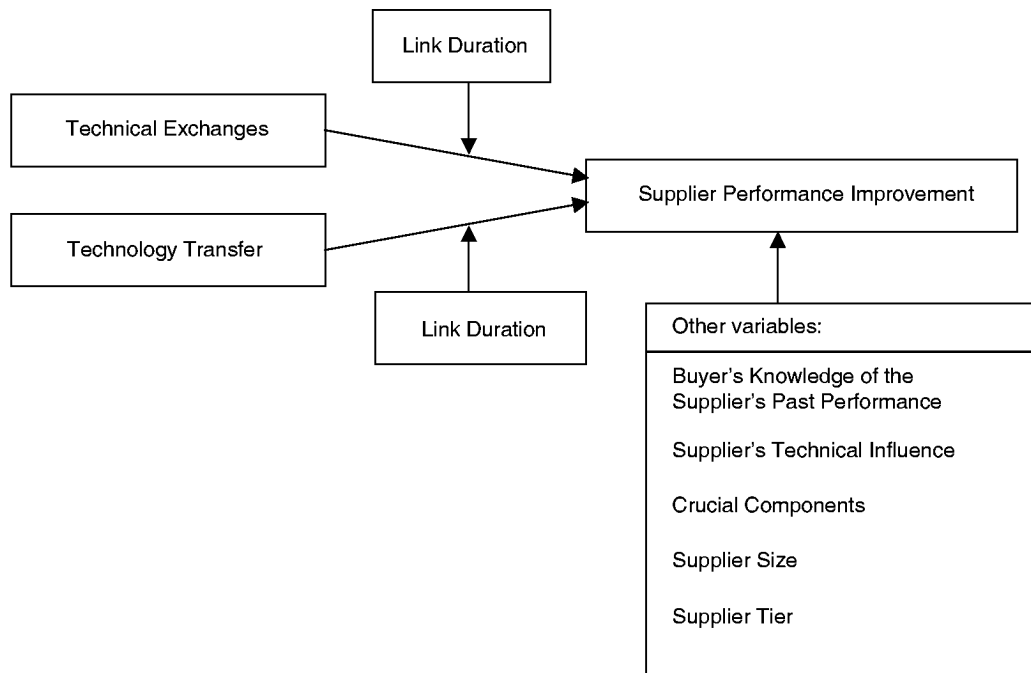 Link Duration
Technical Exchanges
Supplier Performance Improvement
Technology Transfer
Link Duration
Other variables:
Buyer's Knowledge of the
Supplier's Past Performance
Supplier's Technical Influence
Crucial Components
Supplier Size
Supplier Tier